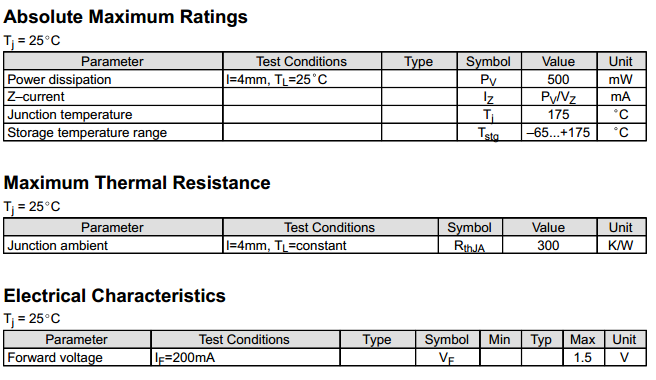 Absolute Maximum Ratings
Tj = 25°C
Parameter Test Conditions Type Symbol Value Unit
Power dissipation l=4mm, TL=25°C PV 500 mW
Z–current IZ PV/VZ mA
Junction temperature Tj 175 °C
Storage temperature range Tstg –65...+175 °C
Maximum Thermal Resistance
Tj = 25°C
Parameter Test Conditions Symbol Value Unit
Junction ambient l=4mm, TL=constant RthJA 300 K/W
Electrical Characteristics
Tj = 25°C
Parameter Test Conditions Type Symbol Min Typ Max Unit
Forward voltage IF=200mA VF 1.5 V